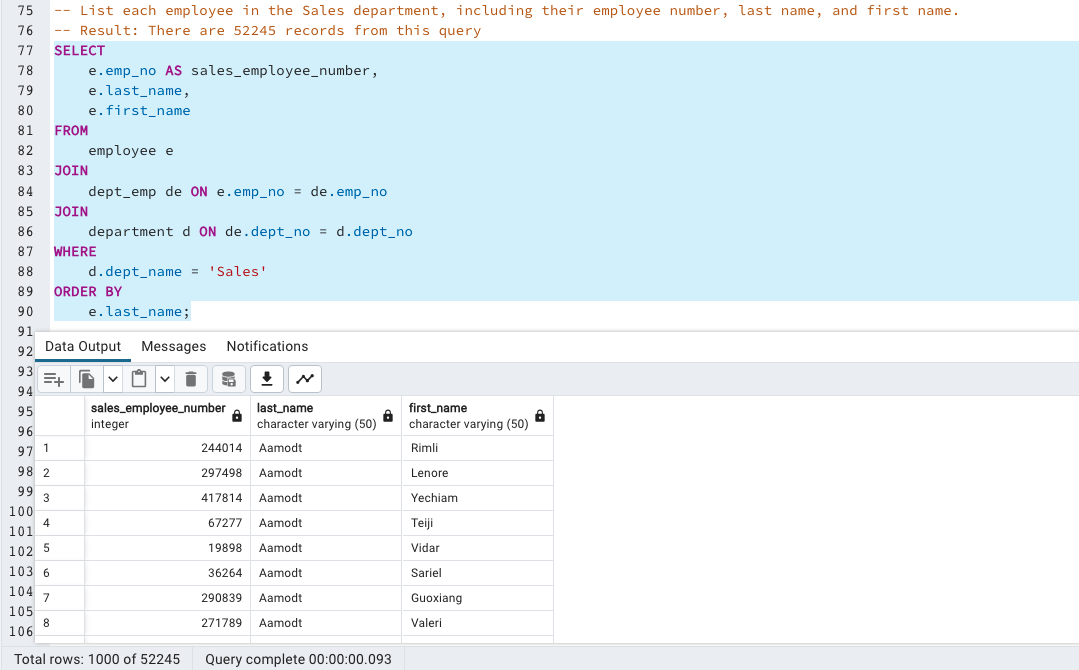 75 -- List each employee in the Sales department, including their employee number, last name, and first name.
76 -- Result: There are 52245 records from this query
77 SELECT
78 e.emp_no AS sales_employee_number,
79 e.last_name,
80 e.first_name
81 FROM
82 employee e
83 JOIN
84 dept_emp de ON e.emp_no = de.emp_no
85 JOIN
86 department d ON de.dept_no = d.dept_no
87 WHERE
88 d.dept_name = 'Sales'
89 ORDER BY
90 e.last_name;
91
92
93
94
95
96
97
98
99
100
101
102
103
104
105
106
Data Output Messages Notifications
sales_employee_number last_name first_name
integer character varying (50) character varying (50)
1 244014 Aamodt Rimli
2 297498 Aamodt Lenore
3 417814 Aamodt Yechiam
4 67277 Aamodt Teiji
5 19898 Aamodt Vidar
6 36264 Aamodt Sariel
7 290839 Aamodt Guoxiang
8 271789 Aamodt Valeri
Total rows: 1000 of 52245 Query complete 00:00:00.093